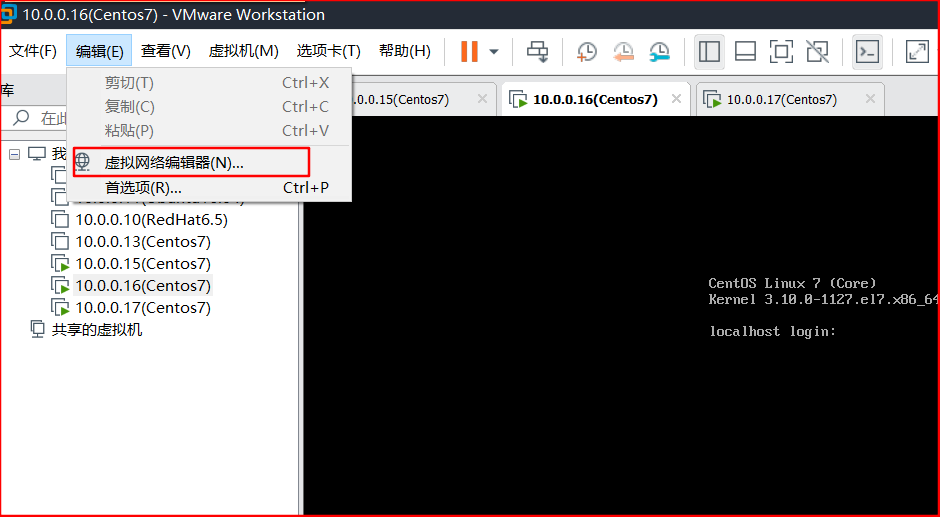 10.0.0.16(Centos7) - VMware Workstation
文件(F) 编辑(E) 查看(V) 虚拟机(M) 选项卡(T) 帮助(H)
库
剪切(T) Ctrl+X
复制(C) Ctrl+C
粘贴(P) Ctrl+V
虚拟网络编辑器(N)...
首选项(R)... Ctrl+P
.0.0.15(Centos7) 10.0.0.16(Centos7) 10.0.0.17(Centos7)
在此
我
10.0.0.10(RedHat6.5)
10.0.0.13(Centos7)
10.0.0.15(Centos7)
10.0.0.16(Centos7)
10.0.0.17(Centos7)
共享的虚拟机
CentOS Linux 7 (Core)
Kernel 3.10.0-1127.el7.x86_64
localhost login: